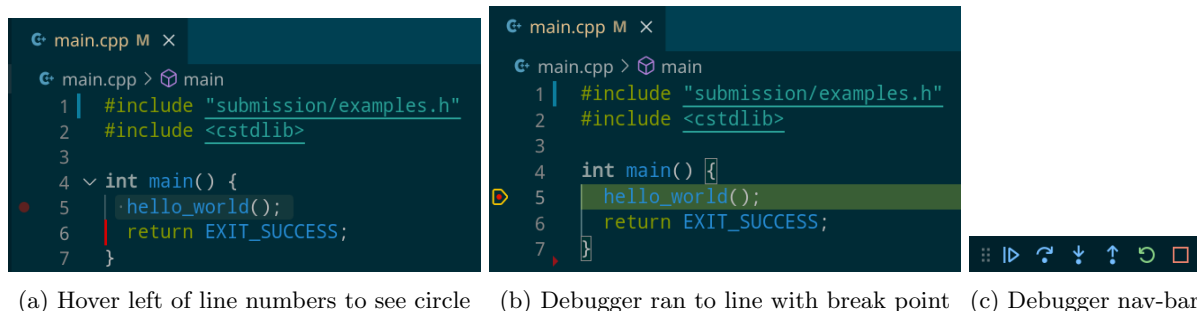 main.cpp M ×
main.cpp > main
1 #include "submission/examples.h"
2 #include <cstdlib>
3
4 int main() {
5 hello_world();
6 return EXIT_SUCCESS;
7 }
(a) Hover left of line numbers to see circle
main.cpp M ×
main.cpp > main
1 #include "submission/examples.h"
2 #include <cstdlib>
3
4 int main() {
5 hello_world();
6 return EXIT_SUCCESS;
7 }
(b) Debugger ran to line with break point
(c) Debugger nav-bar